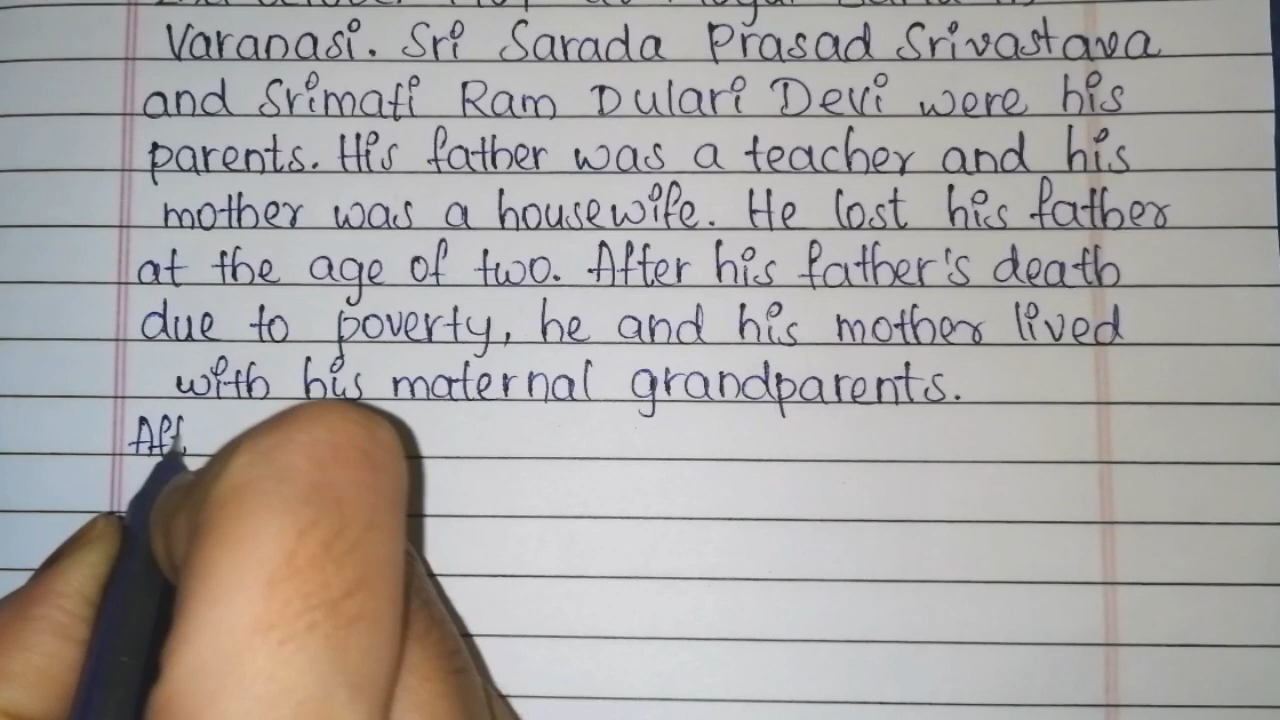 Varanasi. Sri Sarada Prasad Srivastava
and Srimati Ram Dulari Devi were his
parents. His father was a teacher and his
mother was a housewife. He lost his father
at the age of two. After his father's death
due to poverty, he and his mother lived
with his maternal grandparents.